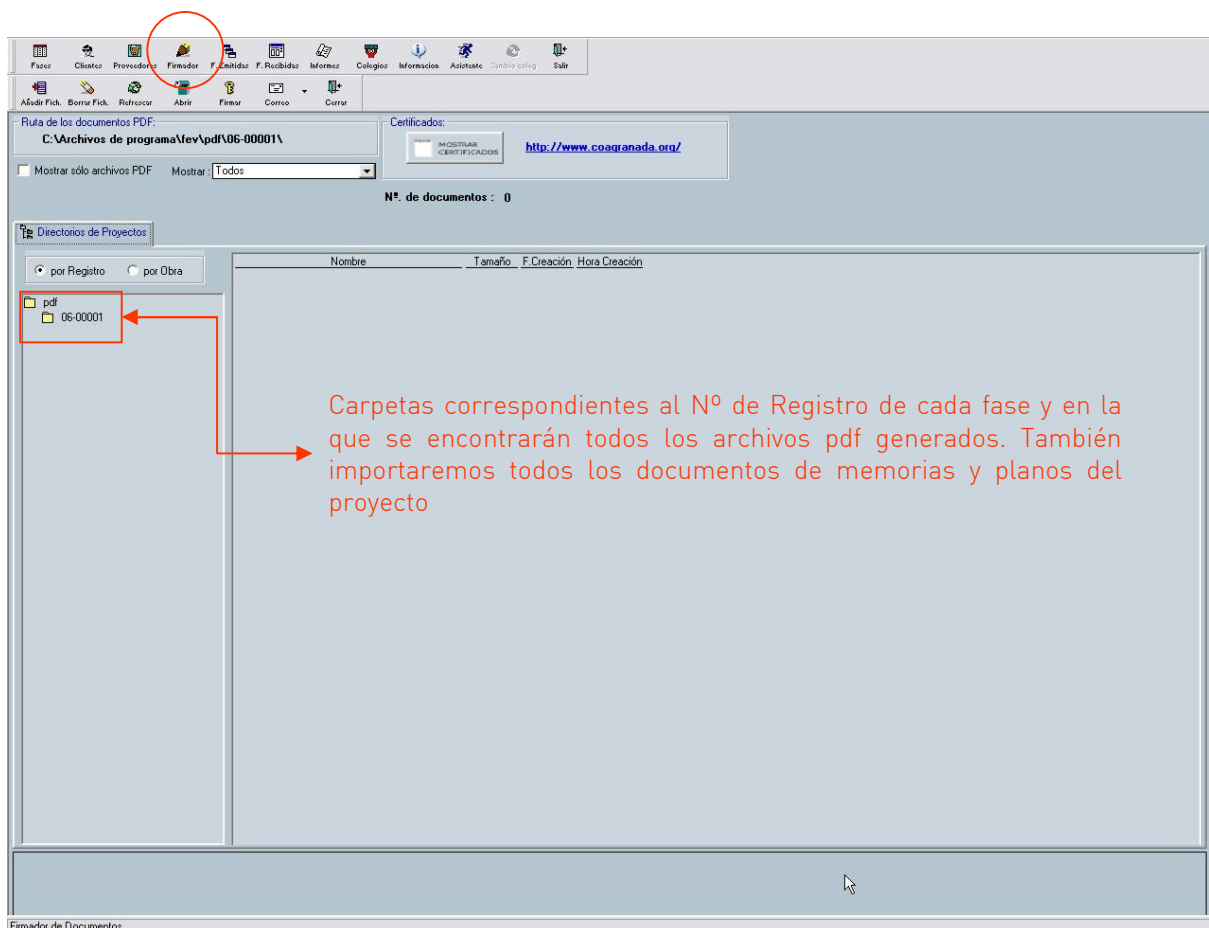 Fases Clientes Proveedores Firmador F. Emitidas F. Recibidas Informes Colegios Informacion Asistente Cambio coleg Salir
Añadir Fich. Borrar Fich. Refrescar Abrir Firmar Correo Cerrar
Ruta de los documentos PDF:
C:\Archivos de programa\fev\pdf\06-00001\
Certificados:
MOSTRAR
CERTIFICADOS
http://www.coagranada.org/
Mostrar sólo archivos PDF Mostrar : Todos
Nº. de documentos : 0
Directorios de Proyectos
por Registro por Obra
Nombre Tamaño F.Creación Hora Creación
pdf
06-00001
Carpetas correspondientes al Nº de Registro de cada fase y en la
que se encontrarán todos los archivos pdf generados. También
importaremos todos los documentos de memorias y planos del
proyecto
Firmador de Documentos